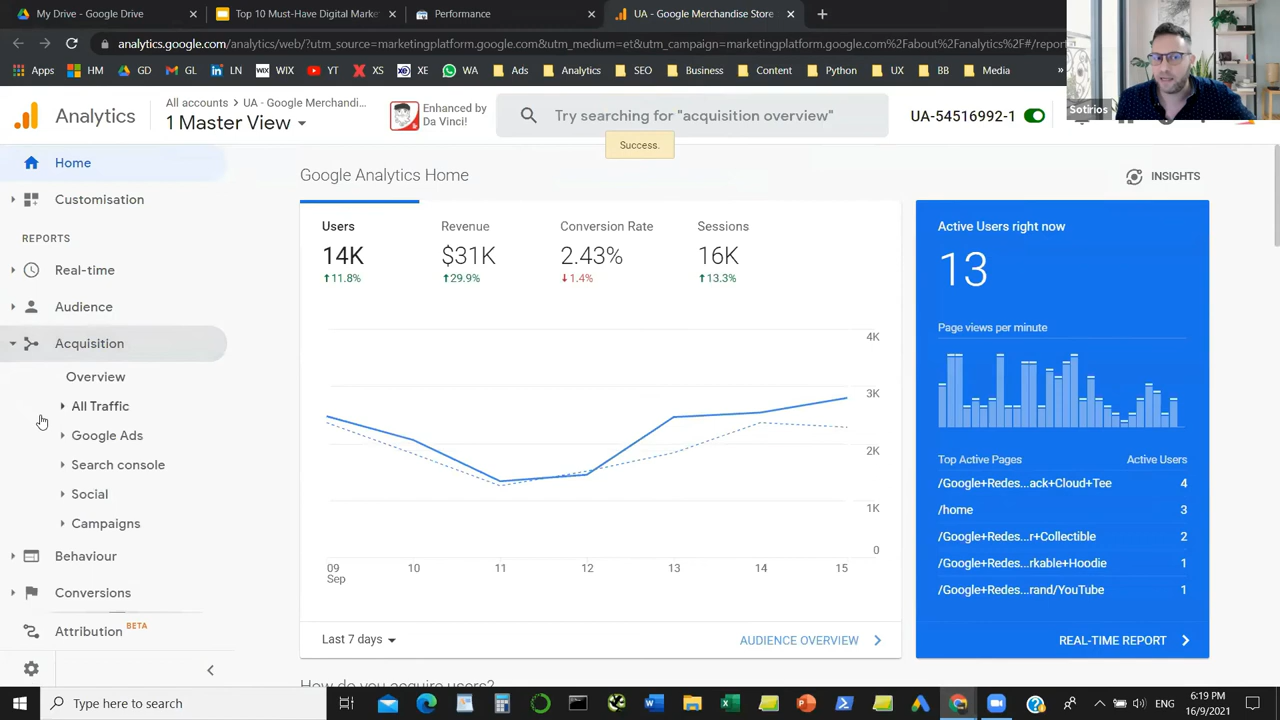 My Drive - Google Drive
Top 10 Must-Have Digital Marke
Performance
UA - Google Merchandise Store
analytics.google.com/analytics/web/?utm_source=marketingplatform.google.com&utm_medium=et&utm_campaign=marketingplatform.google.com%2Fabout%2Fanalytics%2F#/repor
Apps
HM
GD
GL
LN
WIX
WIX
YT
XS
XE
WA
Analytics
SEO
Business
Content
Python
UX
BB
Media
»
Sotirios
Analytics
All accounts > UA - Google Merchandi...
1 Master View
Enhanced by
Da Vinci!
Try searching for "acquisition overview"
UA-54516992-1
Success.
Home
Customisation
REPORTS
Real-time
Audience
Acquisition
Overview
All Traffic
Google Ads
Search console
Social
Campaigns
Behaviour
Conversions
Attribution BETA
Google Analytics Home
INSIGHTS
Users
14K
↑11.8%
Revenue
$31K
↑29.9%
Conversion Rate
2.43%
↓1.4%
Sessions
16K
↑13.3%
4K
3K
2K
1K
0
09 10 11 12 13 14 15
Sep
Last 7 days
AUDIENCE OVERVIEW
Active Users right now
13
Page views per minute
Top Active Pages Active Users
/Google+Redes...ack+Cloud+Tee 4
/home 3
/Google+Redes...r+Collectible 2
/Google+Redes...rkable+Hoodie 1
/Google+Redes...rand/YouTube 1
REAL-TIME REPORT
How do you acquire users?
Type here to search
ENG
6:19 PM
16/9/2021